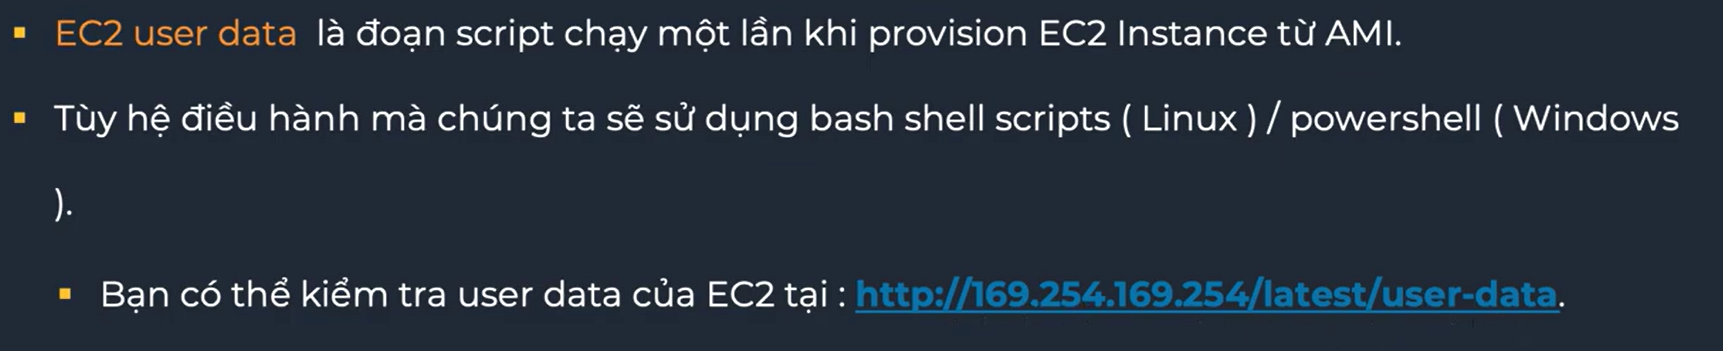 ▪ EC2 user data là đoạn script chạy một lần khi provision EC2 Instance từ AMI.
▪ Tùy hệ điều hành mà chúng ta sẽ sử dụng bash shell scripts ( Linux ) / powershell ( Windows
).
▪ Bạn có thể kiểm tra user data của EC2 tại : http://169.254.169.254/latest/user-data.